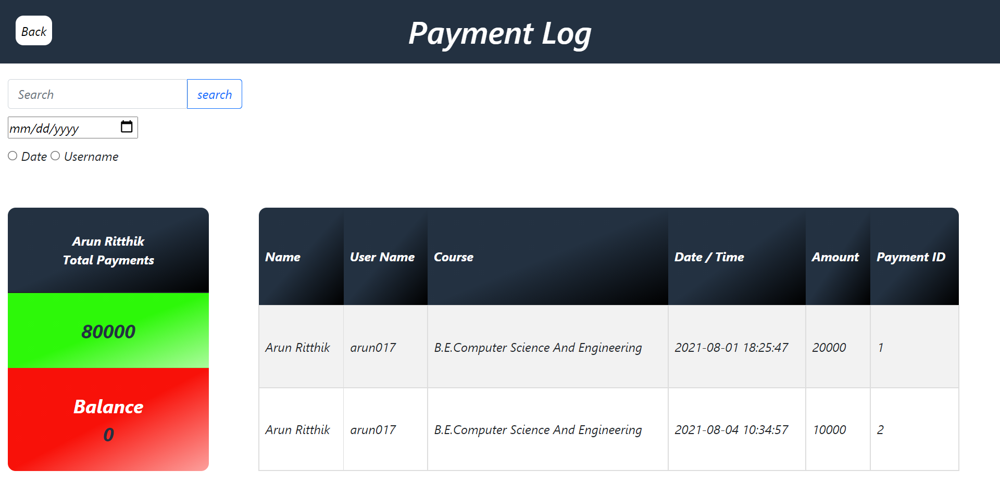 Back
Payment Log
Search
search
mm/dd/yyyy
Date Username
Arun Ritthik
Total Payments
80000
Balance
0
Name User Name Course Date / Time Amount Payment ID
Arun Ritthik arun017 B.E.Computer Science And Engineering 2021-08-01 18:25:47 20000 1
Arun Ritthik arun017 B.E.Computer Science And Engineering 2021-08-04 10:34:57 10000 2